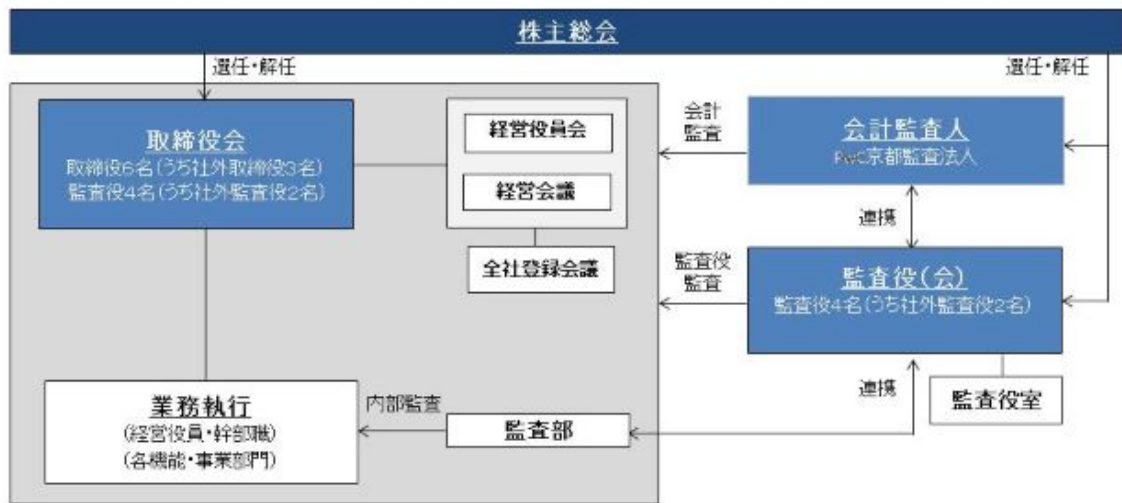 株主総会
選任・解任
選任・解任
取締役会
取締役6名(うち社外取締役3名)
監査役4名(うち社外監査役2名)
経営役員会
経営会議
全社登録会議
会計
監査
会計監査人
PwC京都監査法人
連携
監査役
監査
監査役(会)
監査役4名(うち社外監査役2名)
連携
監査役室
業務執行
(経営役員・幹部職)
(各機能・事業部門)
内部監査
監査部